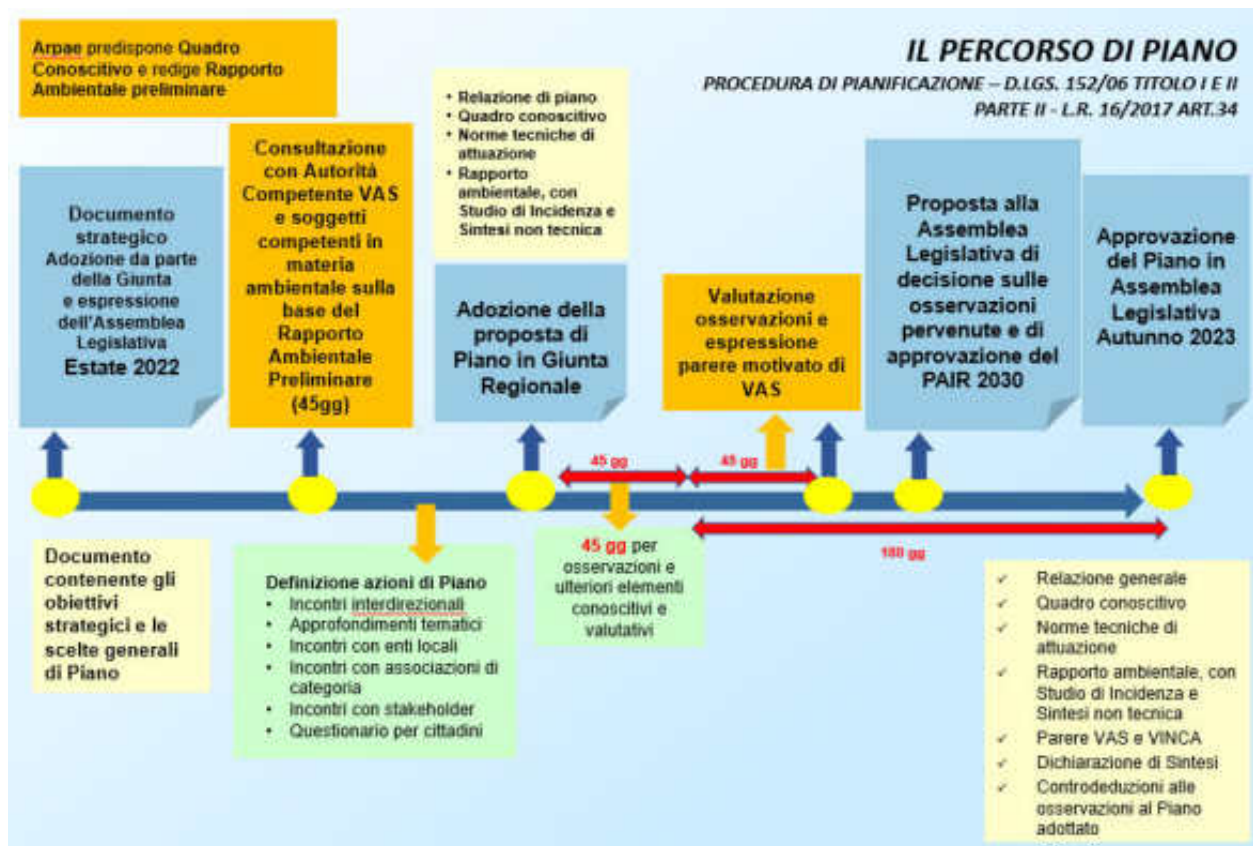 Arpae predispone Quadro
Conoscitivo e redige Rapporto
Ambientale preliminare
IL PERCORSO DI PIANO
PROCEDURA DI PIANIFICAZIONE – D.LGS. 152/06 TITOLO I E II
PARTE II - L.R. 16/2017 ART.34
Documento
strategico
Adozione da parte
della Giunta
e espressione
dell'Assemblea
Legislativa
Estate 2022
Consultazione
con Autorità
Competente VAS
e soggetti
competenti in
materia
ambientale sulla
base del
Rapporto
Ambientale
Preliminare
(45gg)
• Relazione di piano
• Quadro conoscitivo
• Norme tecniche di
attuazione
• Rapporto
ambientale, con
Studio di Incidenza e
Sintesi non tecnica
Adozione della
proposta di
Piano in Giunta
Regionale
Valutazione
osservazioni e
espressione
parere motivato di
VAS
Proposta alla
Assemblea
Legislativa di
decisione sulle
osservazioni
pervenute e di
approvazione del
PAIR 2030
Approvazione
del Piano in
Assemblea
Legislativa
Autunno 2023
45 gg
45 gg
180 gg
Documento
contenente gli
obiettivi
strategici e le
scelte generali
di Piano
Definizione azioni di Piano
• Incontri interdirezionali
• Approfondimenti tematici
• Incontri con enti locali
• Incontri con associazioni di
categoria
• Incontri con stakeholder
• Questionario per cittadini
45 gg per
osservazioni e
ulteriori elementi
conoscitivi e
valutativi
✓ Relazione generale
✓ Quadro conoscitivo
✓ Norme tecniche di
attuazione
✓ Rapporto ambientale, con
Studio di Incidenza e
Sintesi non tecnica
✓ Parere VAS e VINCA
✓ Dichiarazione di Sintesi
✓ Controdeduzioni alle
osservazioni al Piano
adottato